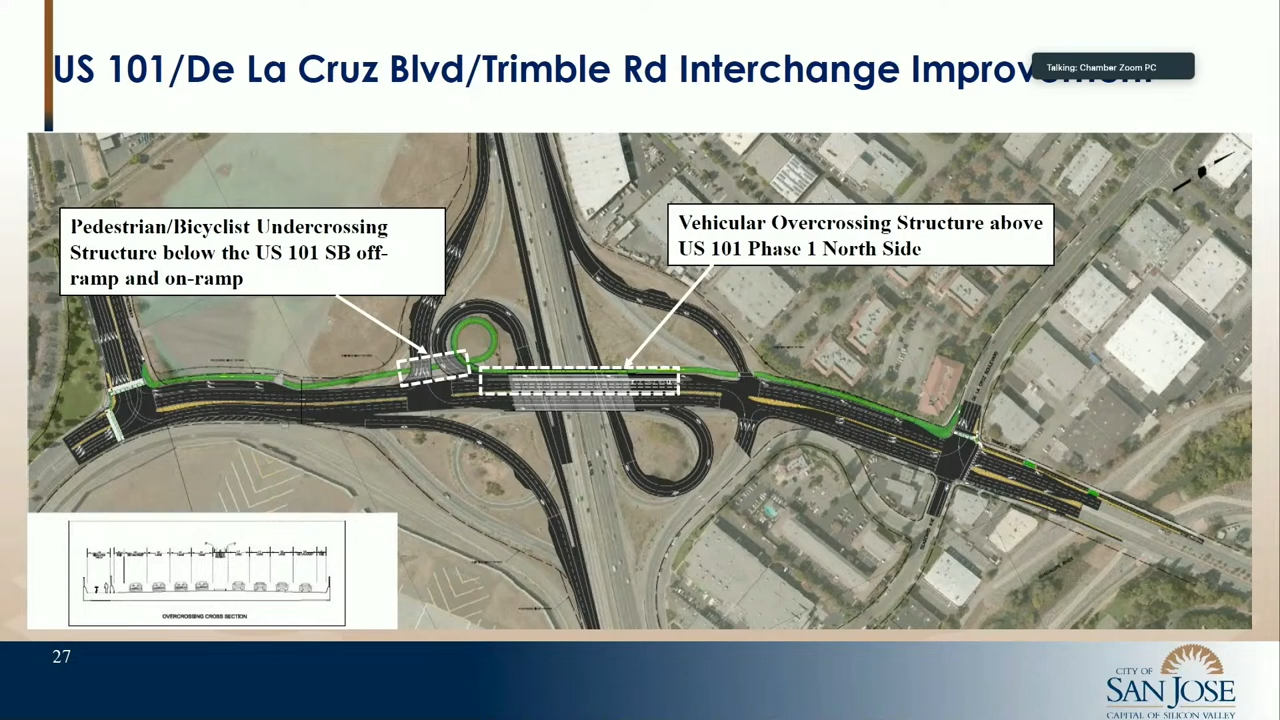 US 101/De La Cruz Blvd/Trimble Rd Interchange
Talking: Chamber Zoom PC
Pedestrian/Bicyclist Undercrossing
Structure below the US 101 SB off-
ramp and on-ramp
Vehicular Overcrossing Structure above
US 101 Phase 1 North Side
OVERCROSSING CROSS SECTION
27
CITY OF
SAN JOSE
CAPITAL OF SILICON VALLEY